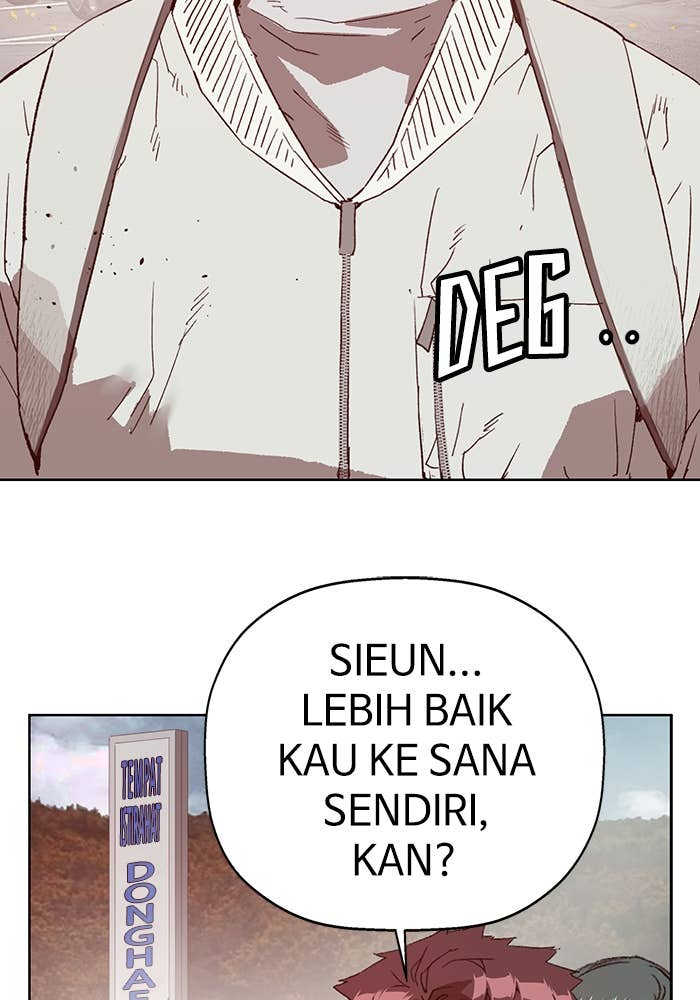 DEG..
SIEUN...
LEBIH BAIK
KAU KE SANA
SENDIRI,
KAN?
TEMPAT
ISTIRAHAT
DONGHAE